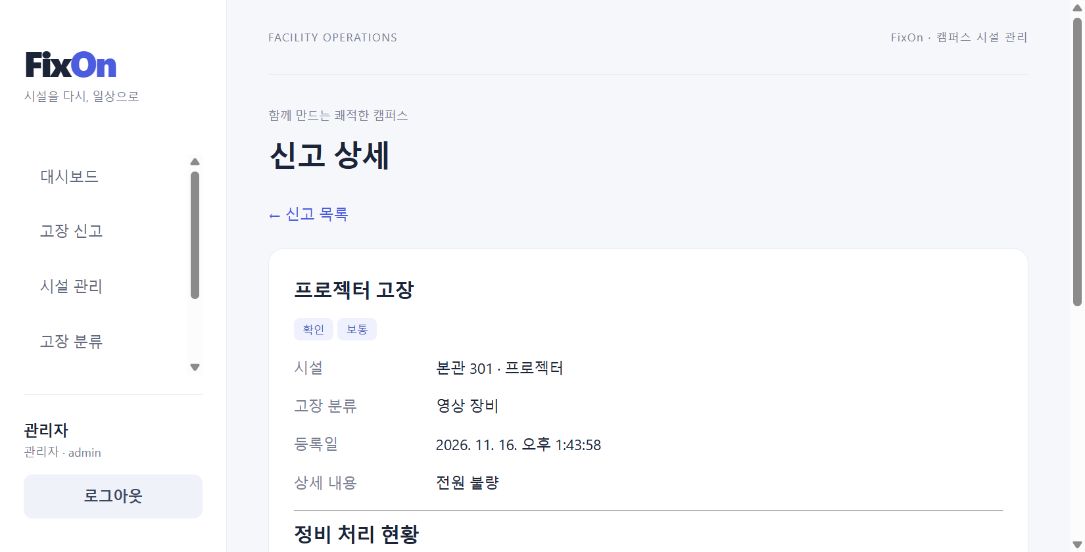 FixOn
시설을 다시, 일상으로
대시보드
고장 신고
시설 관리
고장 분류
관리자
관리자 · admin
로그아웃
FACILITY OPERATIONS
FixOn · 캠퍼스 시설 관리
함께 만드는 쾌적한 캠퍼스
신고 상세
← 신고 목록
프로젝터 고장
확인 보통
시설 본관 301 · 프로젝터
고장 분류 영상 장비
등록일 2026. 11. 16. 오후 1:43:58
상세 내용 전원 불량
정비 처리 현황